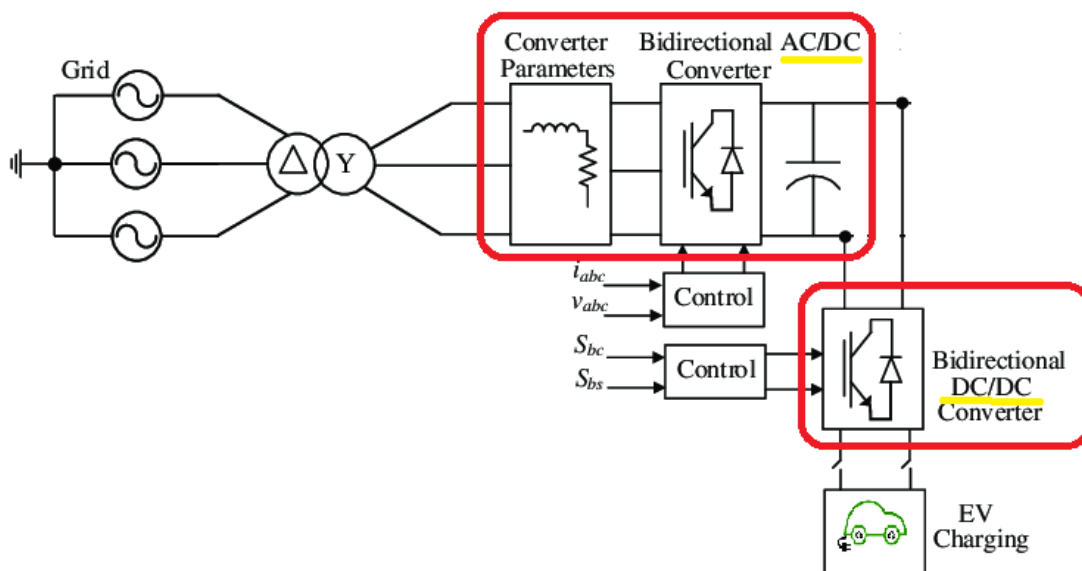 Grid
Δ
Y
Converter
Parameters
Bidirectional AC/DC
Converter
i_abc
v_abc
Control
S_bc
S_bs
Control
Bidirectional
DC/DC
Converter
EV
Charging